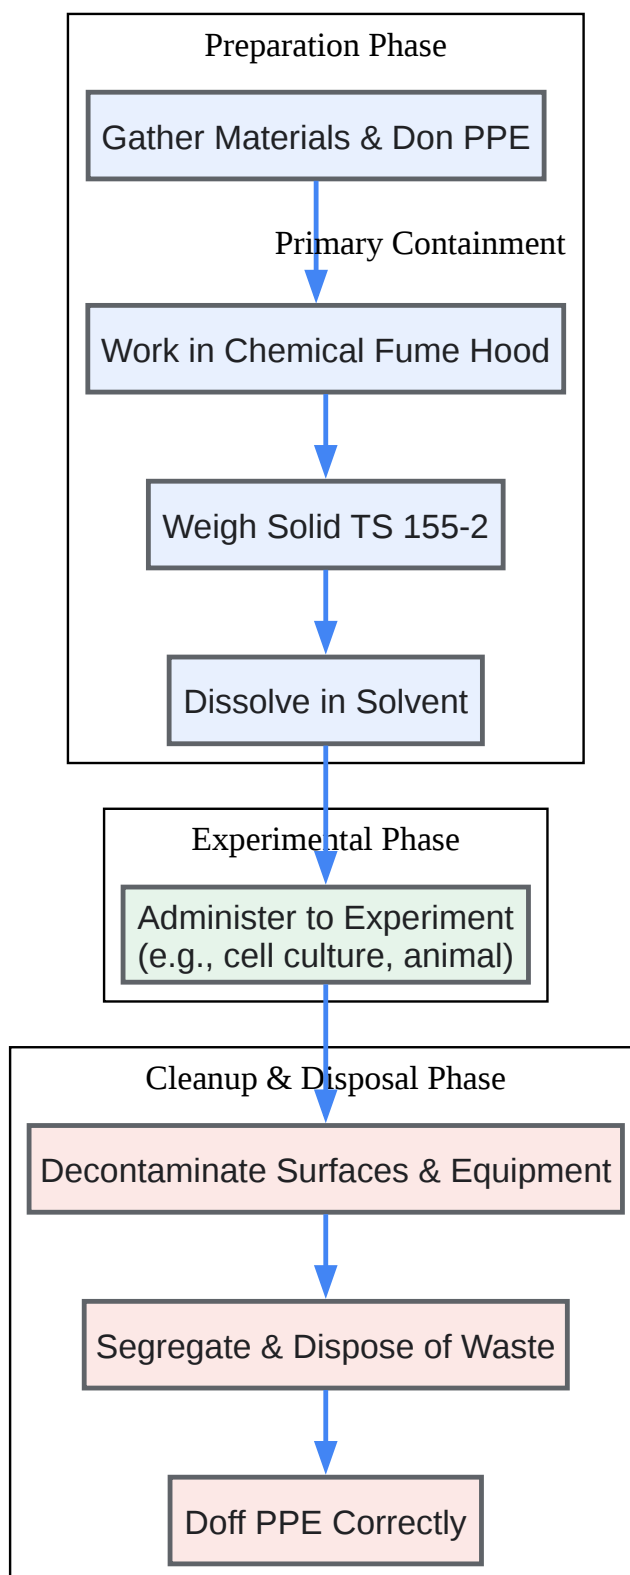 Preparation Phase
Gather Materials & Don PPE
Primary Containment
Work in Chemical Fume Hood
Weigh Solid TS 155-2
Dissolve in Solvent
Experimental Phase
Administer to Experiment
(e.g., cell culture, animal)
Cleanup & Disposal Phase
Decontaminate Surfaces & Equipment
Segregate & Dispose of Waste
Doff PPE Correctly